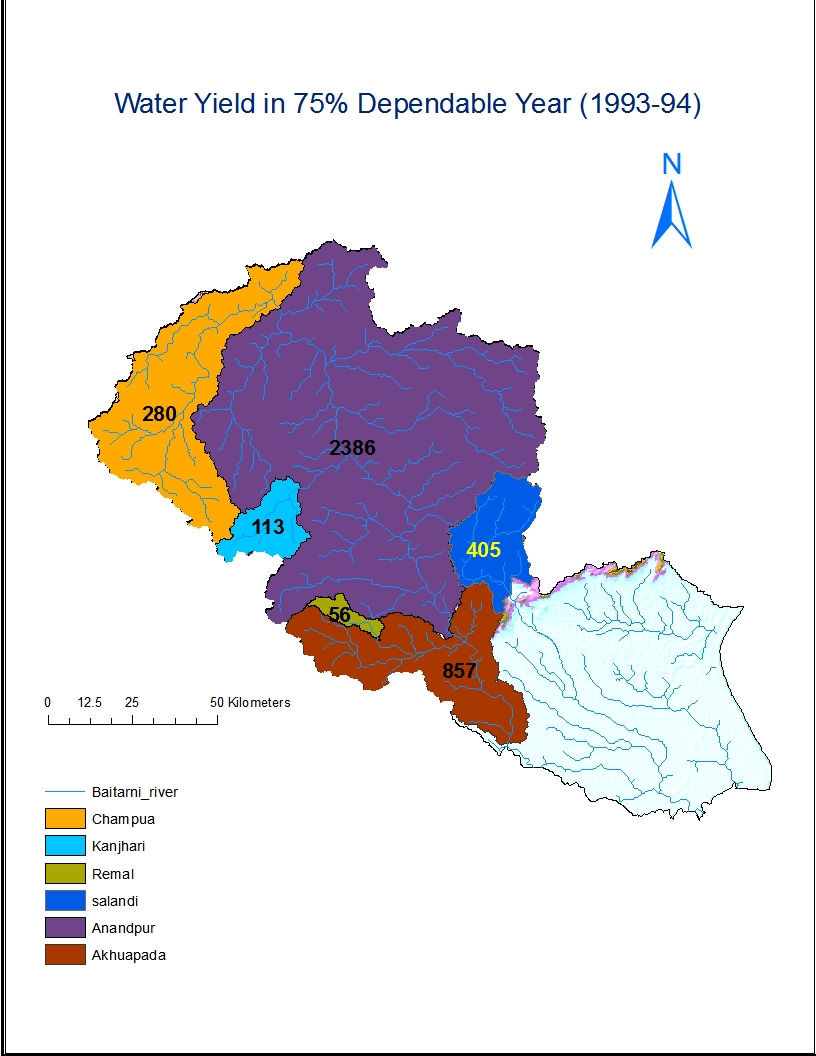 Water Yield in 75% Dependable Year (1993-94)
N
280
2386
113
405
56
857
0 12.5 25 50 Kilometers
Baitarni_river
Champua
Kanjhari
Remal
salandi
Anandpur
Akhuapada